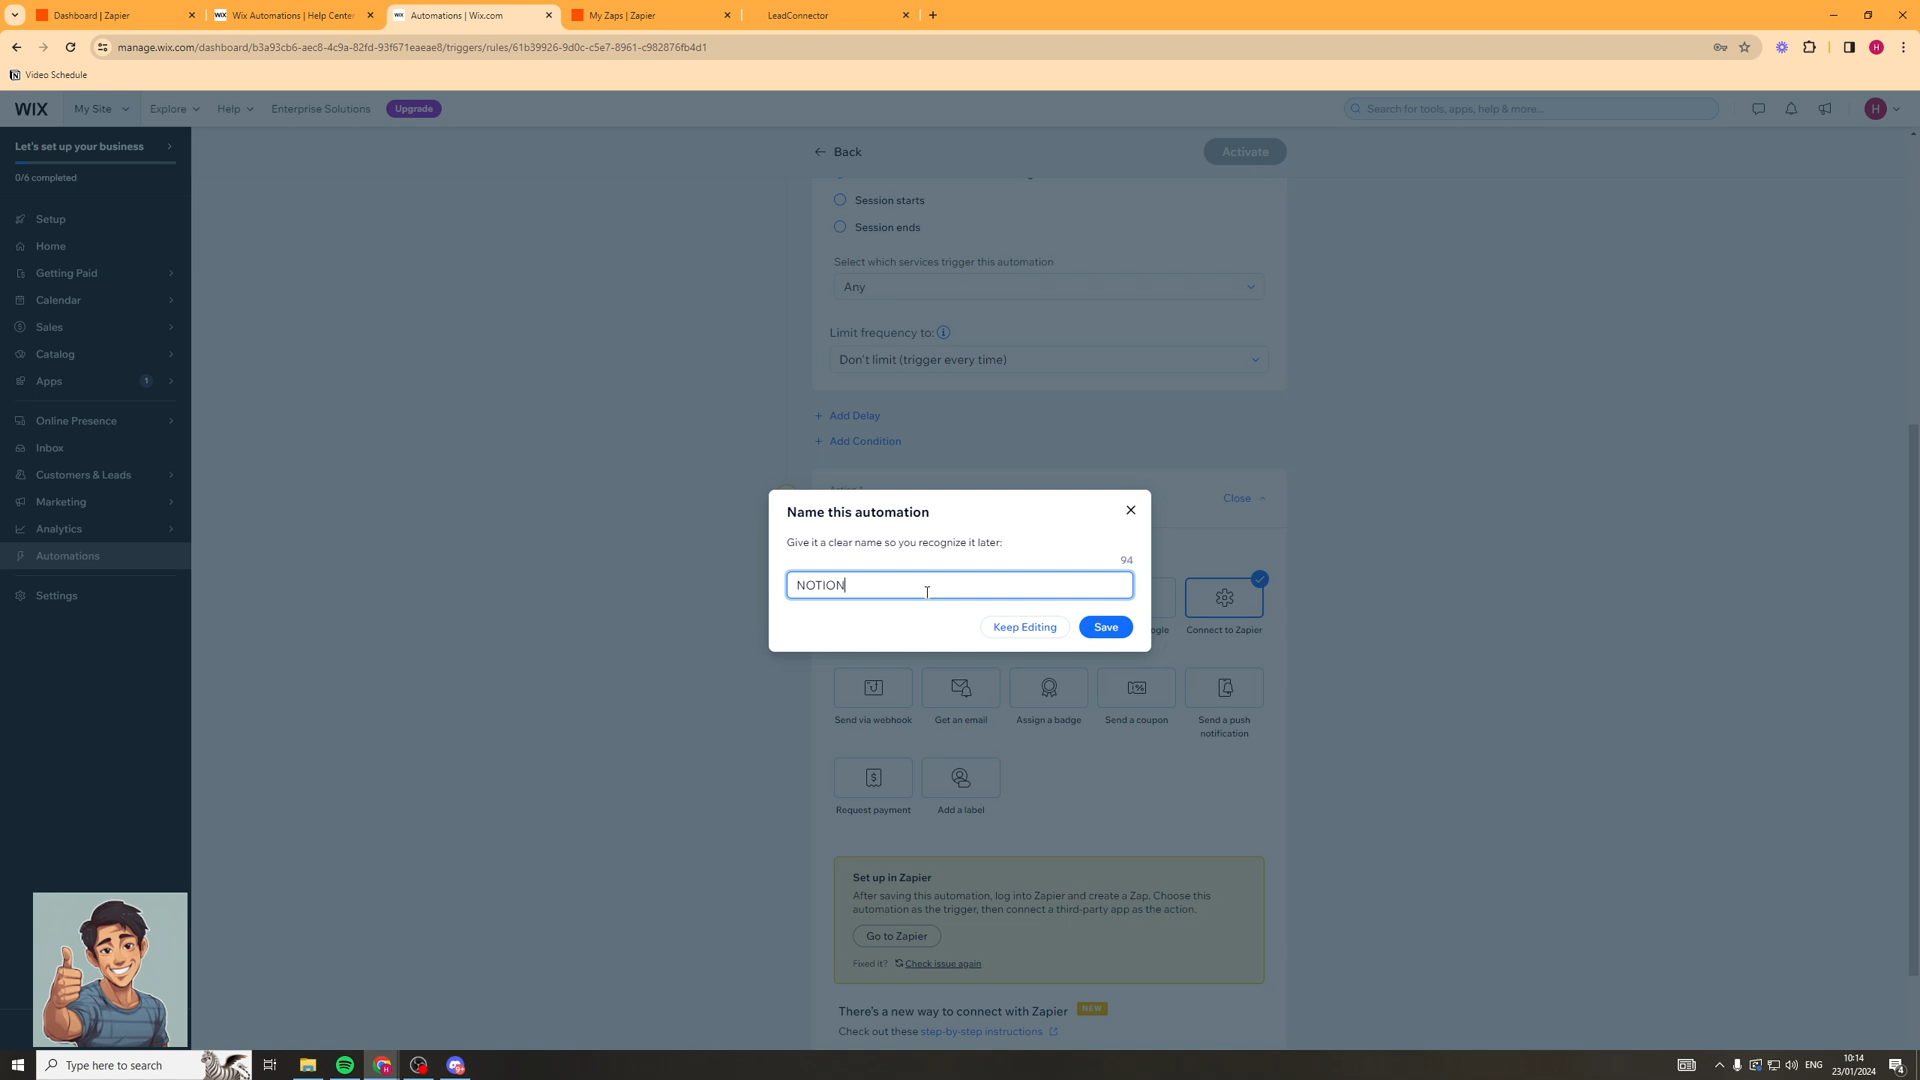 Dashboard | Zapier
WIX Wix Automations | Help Center
WIX Automations | Wix.com
My Zaps | Zapier
LeadConnector
manage.wix.com/dashboard/b3a93cb6-aec8-4c9a-82fd-93f671eaeae8/triggers/rules/61b39926-9d0c-c5e7-8961-c982876fb4d1
H
Video Schedule
WIX
My Site
Explore
Help
Enterprise Solutions
Upgrade
Search for tools, apps, help & more...
H
Let's set up your business
0/6 completed
Setup
Home
Getting Paid
Calendar
Sales
Catalog
Apps 1
Online Presence
Inbox
Customers & Leads
Marketing
Analytics
Automations
Settings
Back
Activate
Session starts
Session ends
Select which services trigger this automation
Any
Limit frequency to:
Don't limit (trigger every time)
+ Add Delay
+ Add Condition
Close
Name this automation
Give it a clear name so you recognize it later:
94
NOTION
Keep Editing
Save
Connect to Zapier
Send via webhook
Get an email
Assign a badge
Send a coupon
Send a push
notification
Request payment
Add a label
Set up in Zapier
After saving this automation, log into Zapier and create a Zap. Choose this
automation as the trigger, then connect a third-party app as the action.
Go to Zapier
Fixed it? Check issue again
There's a new way to connect with Zapier NEW
Check out these step-by-step instructions
Type here to search
ENG
10:14
23/01/2024
4